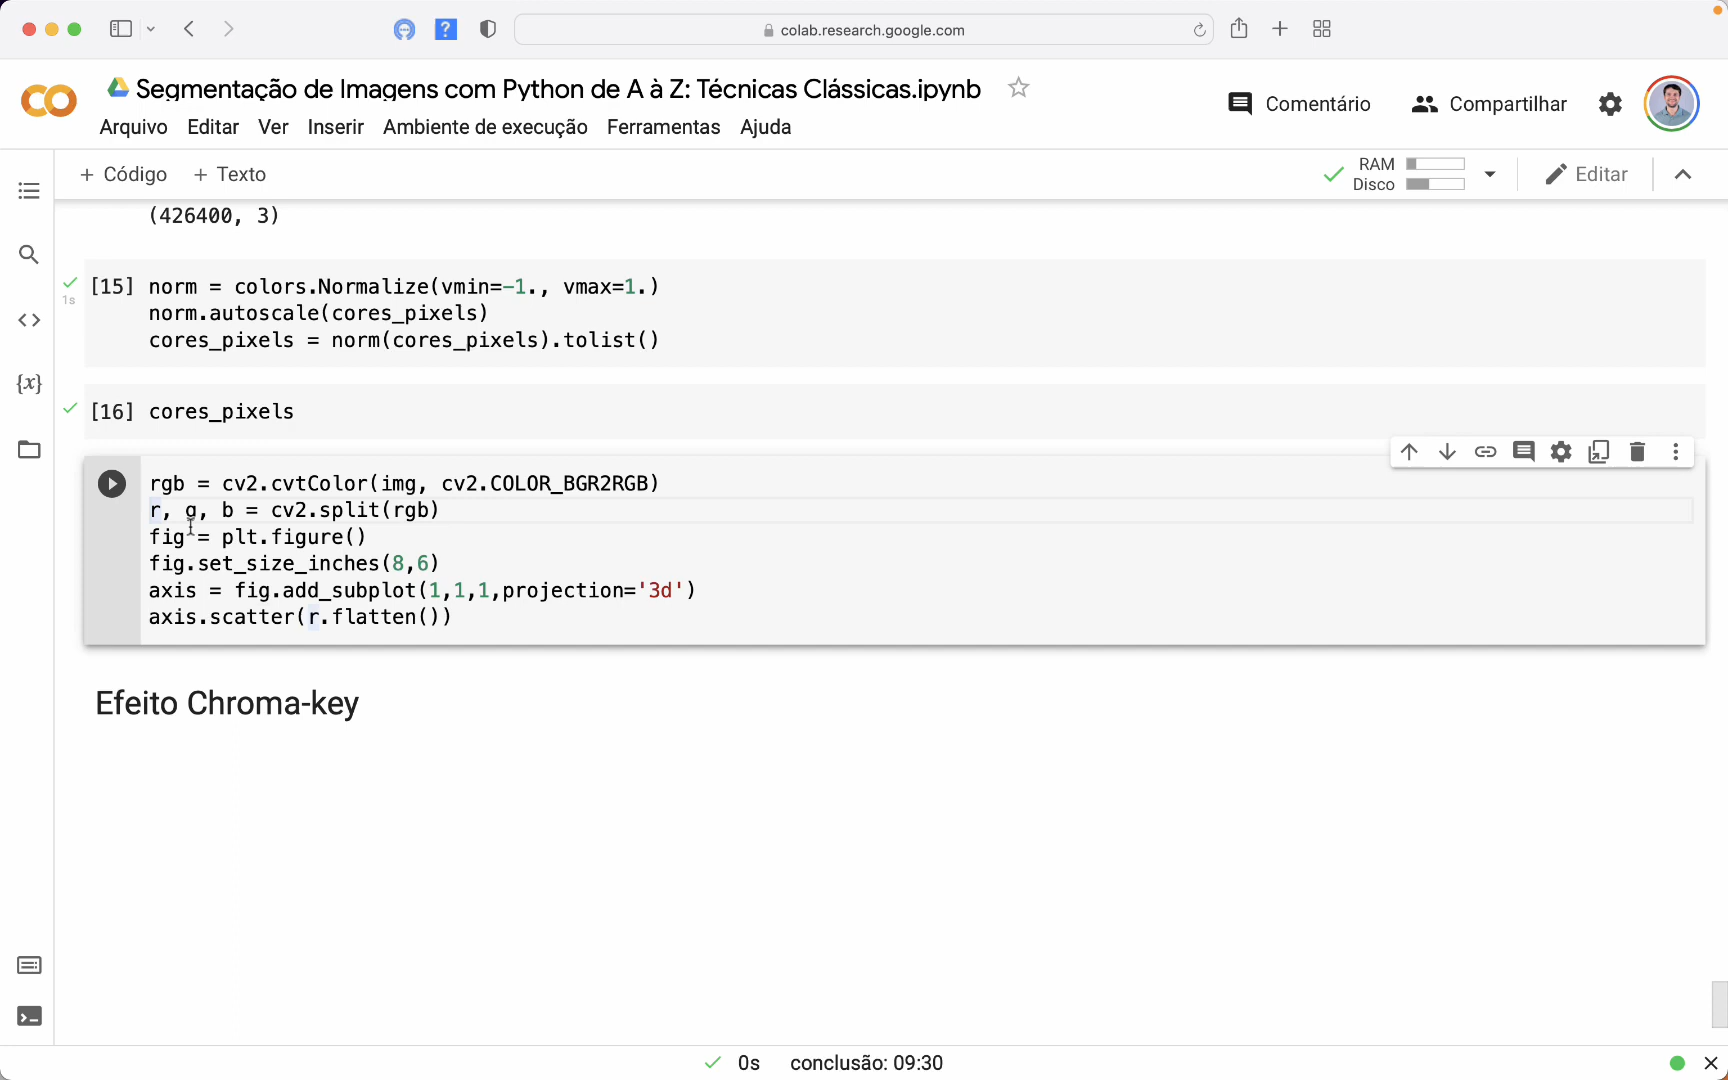 colab.research.google.com
Segmentação de Imagens com Python de A à Z: Técnicas Clássicas.ipynb
Comentário
Compartilhar
Arquivo Editar Ver Inserir Ambiente de execução Ferramentas Ajuda
+ Código + Texto
RAM
Disco
Editar
(426400, 3)
[15] norm = colors.Normalize(vmin=-1., vmax=1.)
1s
norm.autoscale(cores_pixels)
cores_pixels = norm(cores_pixels).tolist()
{x}
[16] cores_pixels
rgb = cv2.cvtColor(img, cv2.COLOR_BGR2RGB)
r, g, b = cv2.split(rgb)
fig = plt.figure()
fig.set_size_inches(8,6)
axis = fig.add_subplot(1,1,1,projection='3d')
axis.scatter(r.flatten())
Efeito Chroma-key
0s conclusão: 09:30